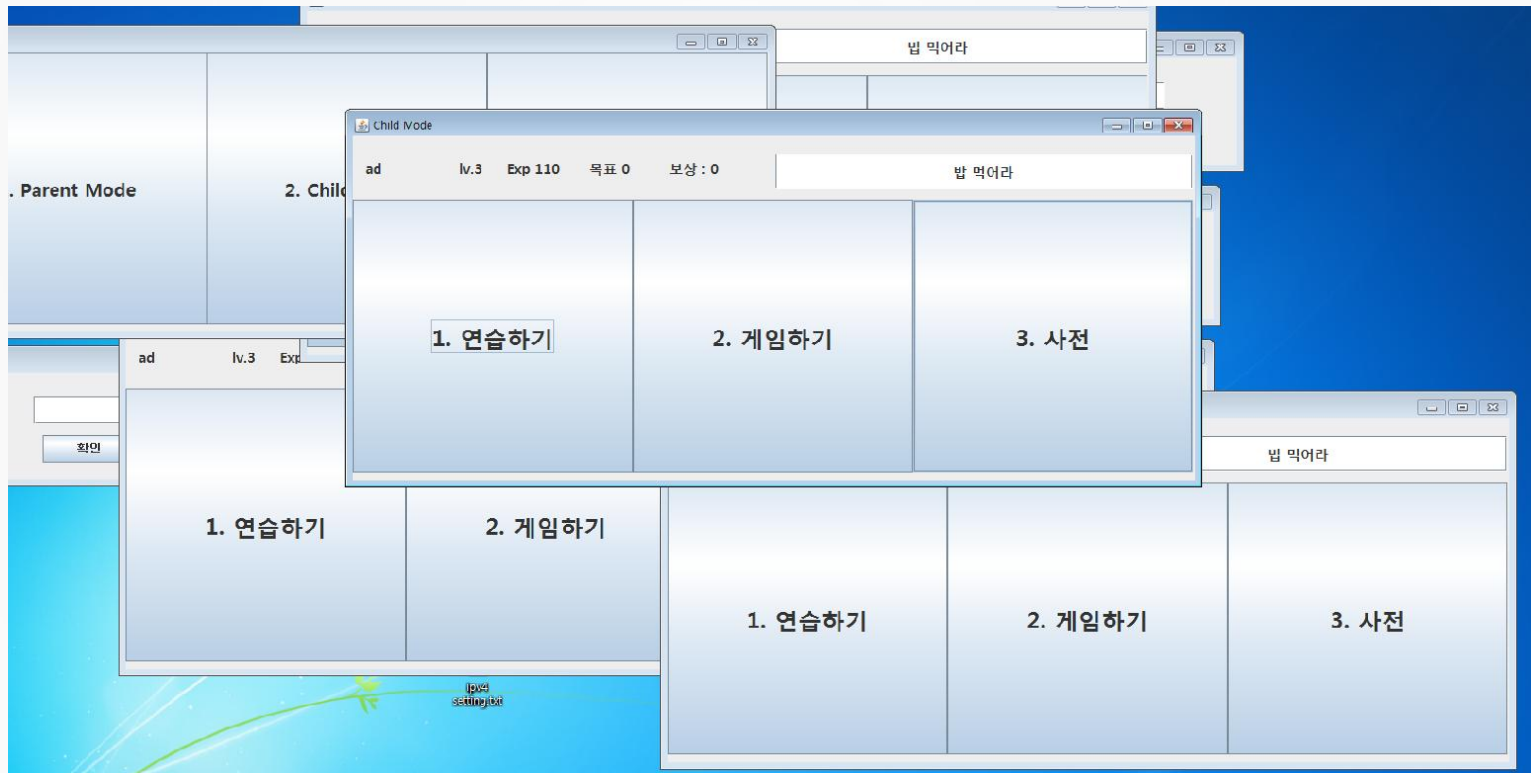 밥 먹어라
Child Mode
ad lv.3 Exp 110 목표 0 보상 : 0 밥 먹어라
. Parent Mode 2. Chilc
1. 연습하기 2. 게임하기 3. 사전
ad lv.3 Exp
확인
밥 먹어라
1. 연습하기 2. 게임하기
1. 연습하기 2. 게임하기 3. 사전
ipv4
setting.txt